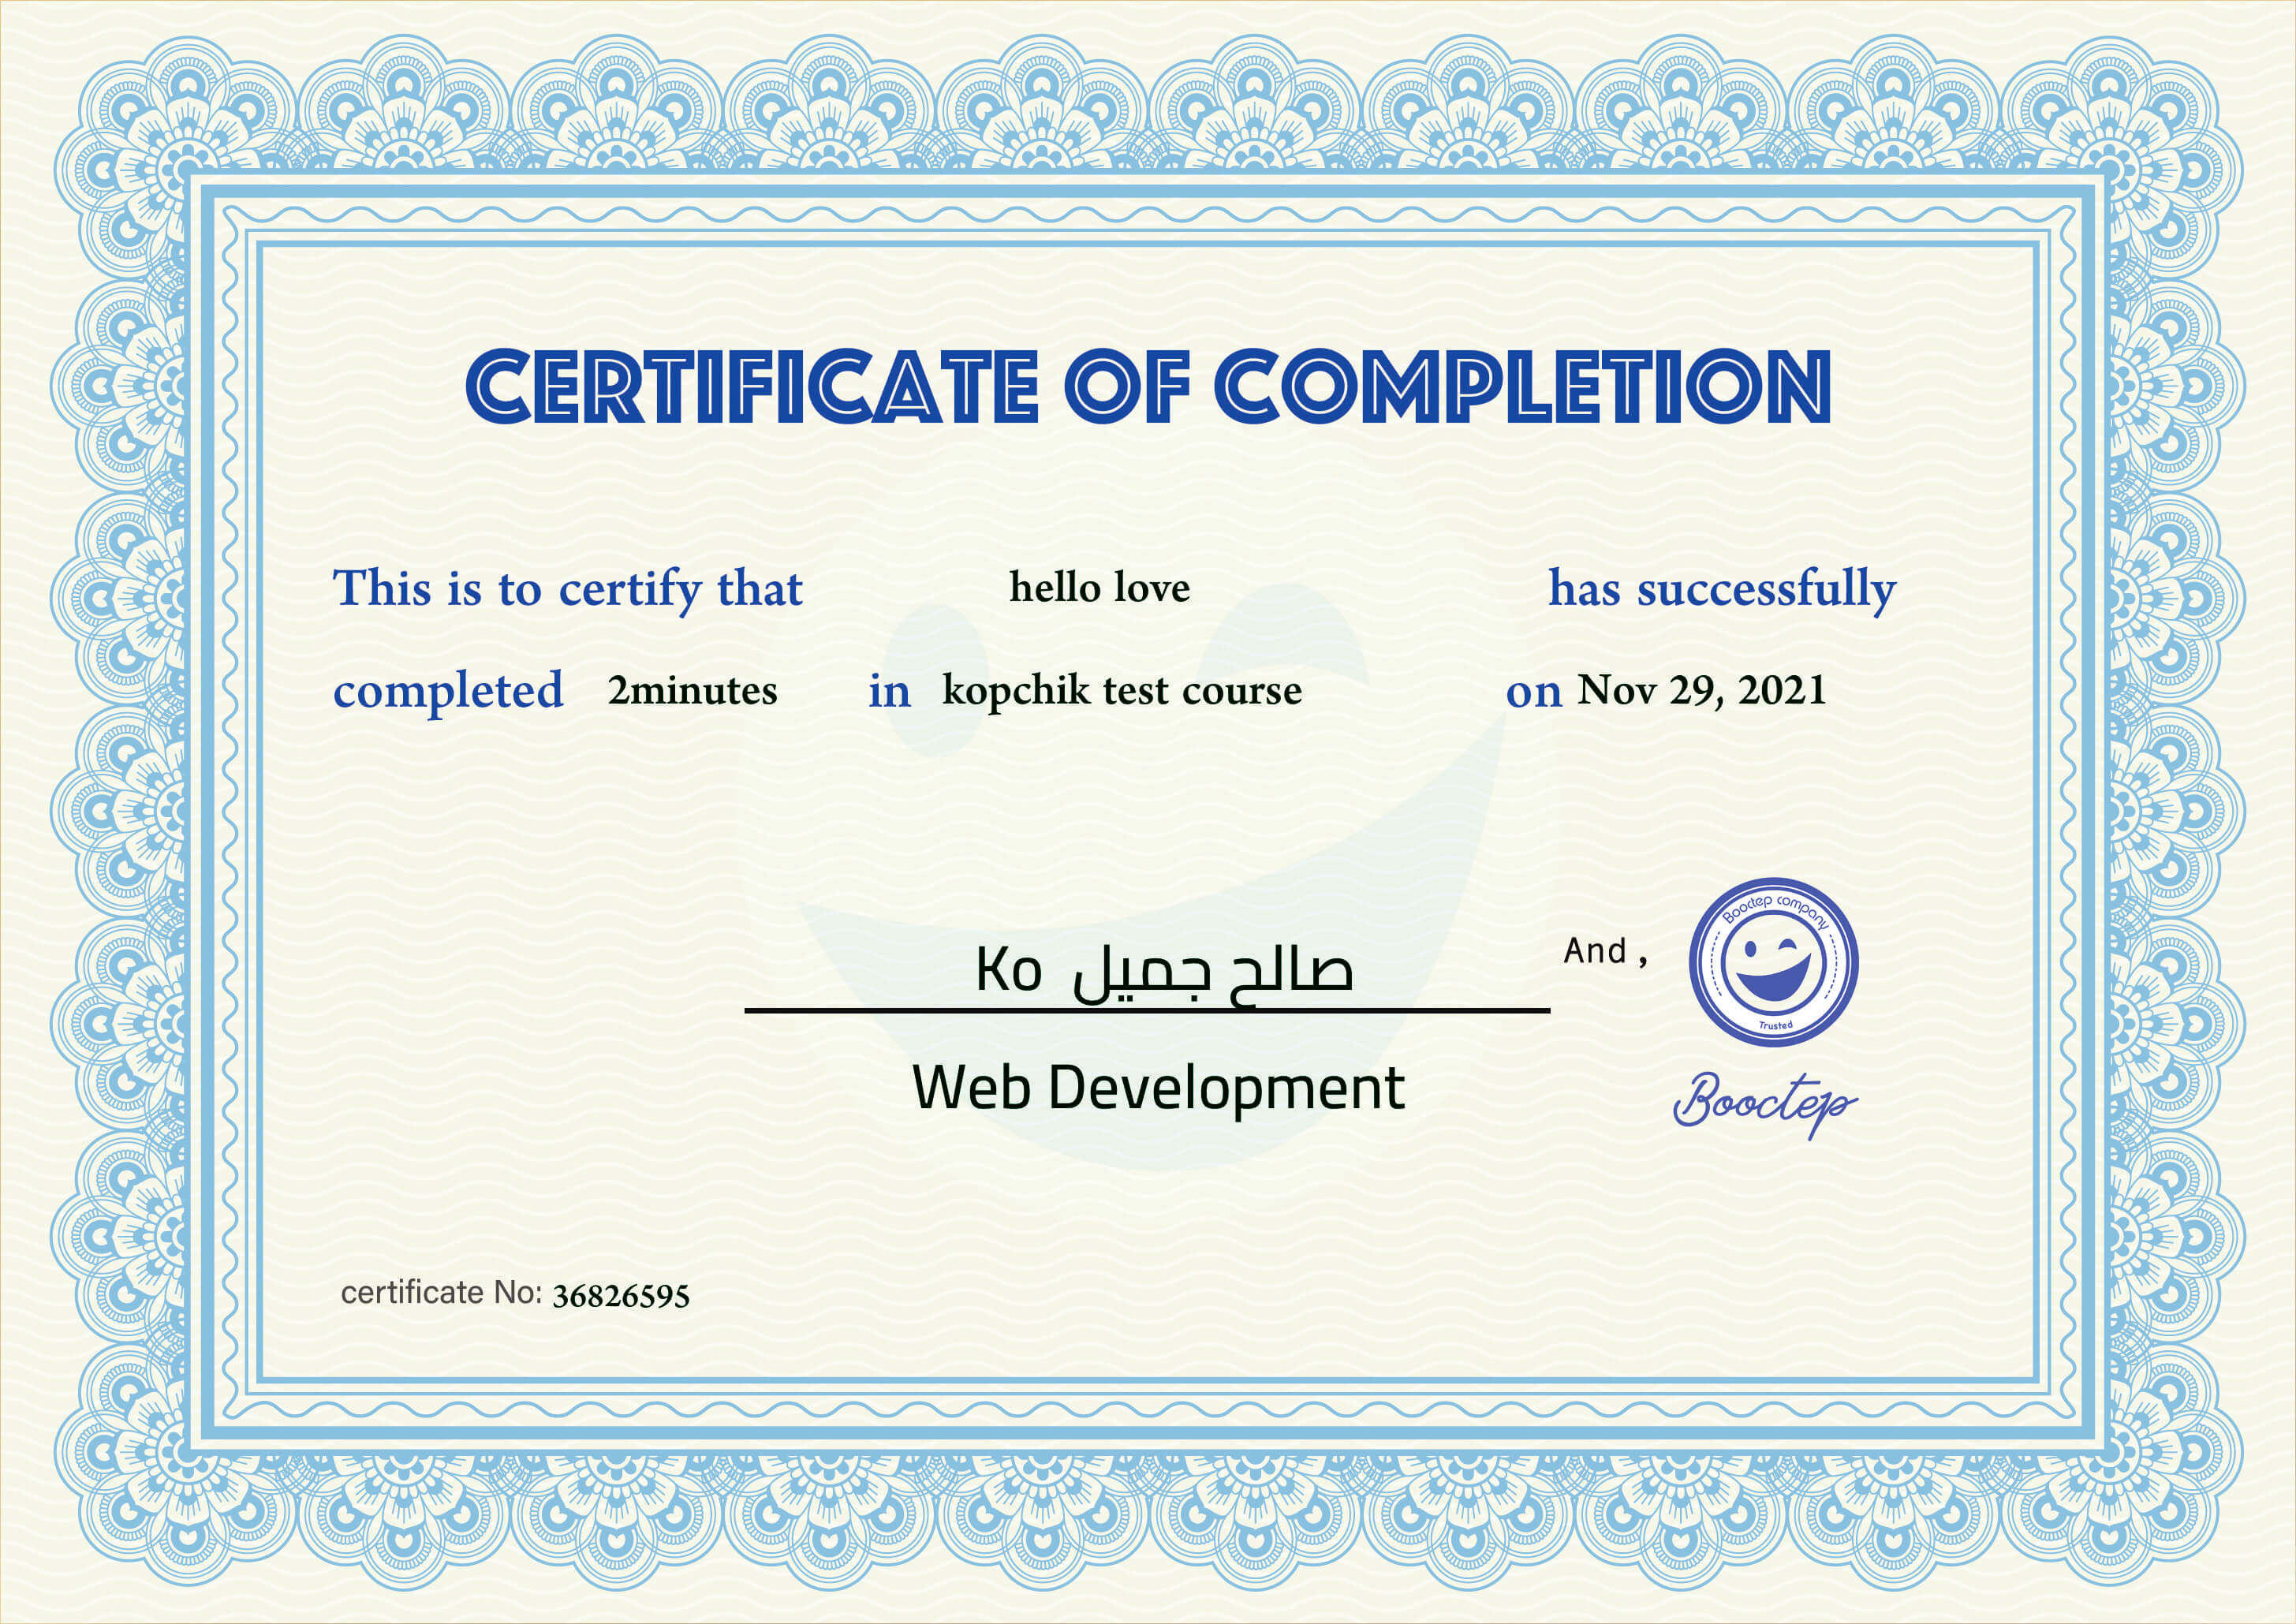 CERTIFICATE OF COMPLETION
This is to certify that hello love has successfully
completed 2minutes in kopchik test course on Nov 29, 2021
Ko صالح جميل
And ,
Booctep company
Trusted
Web Development
Booctep
certificate No: 36826595